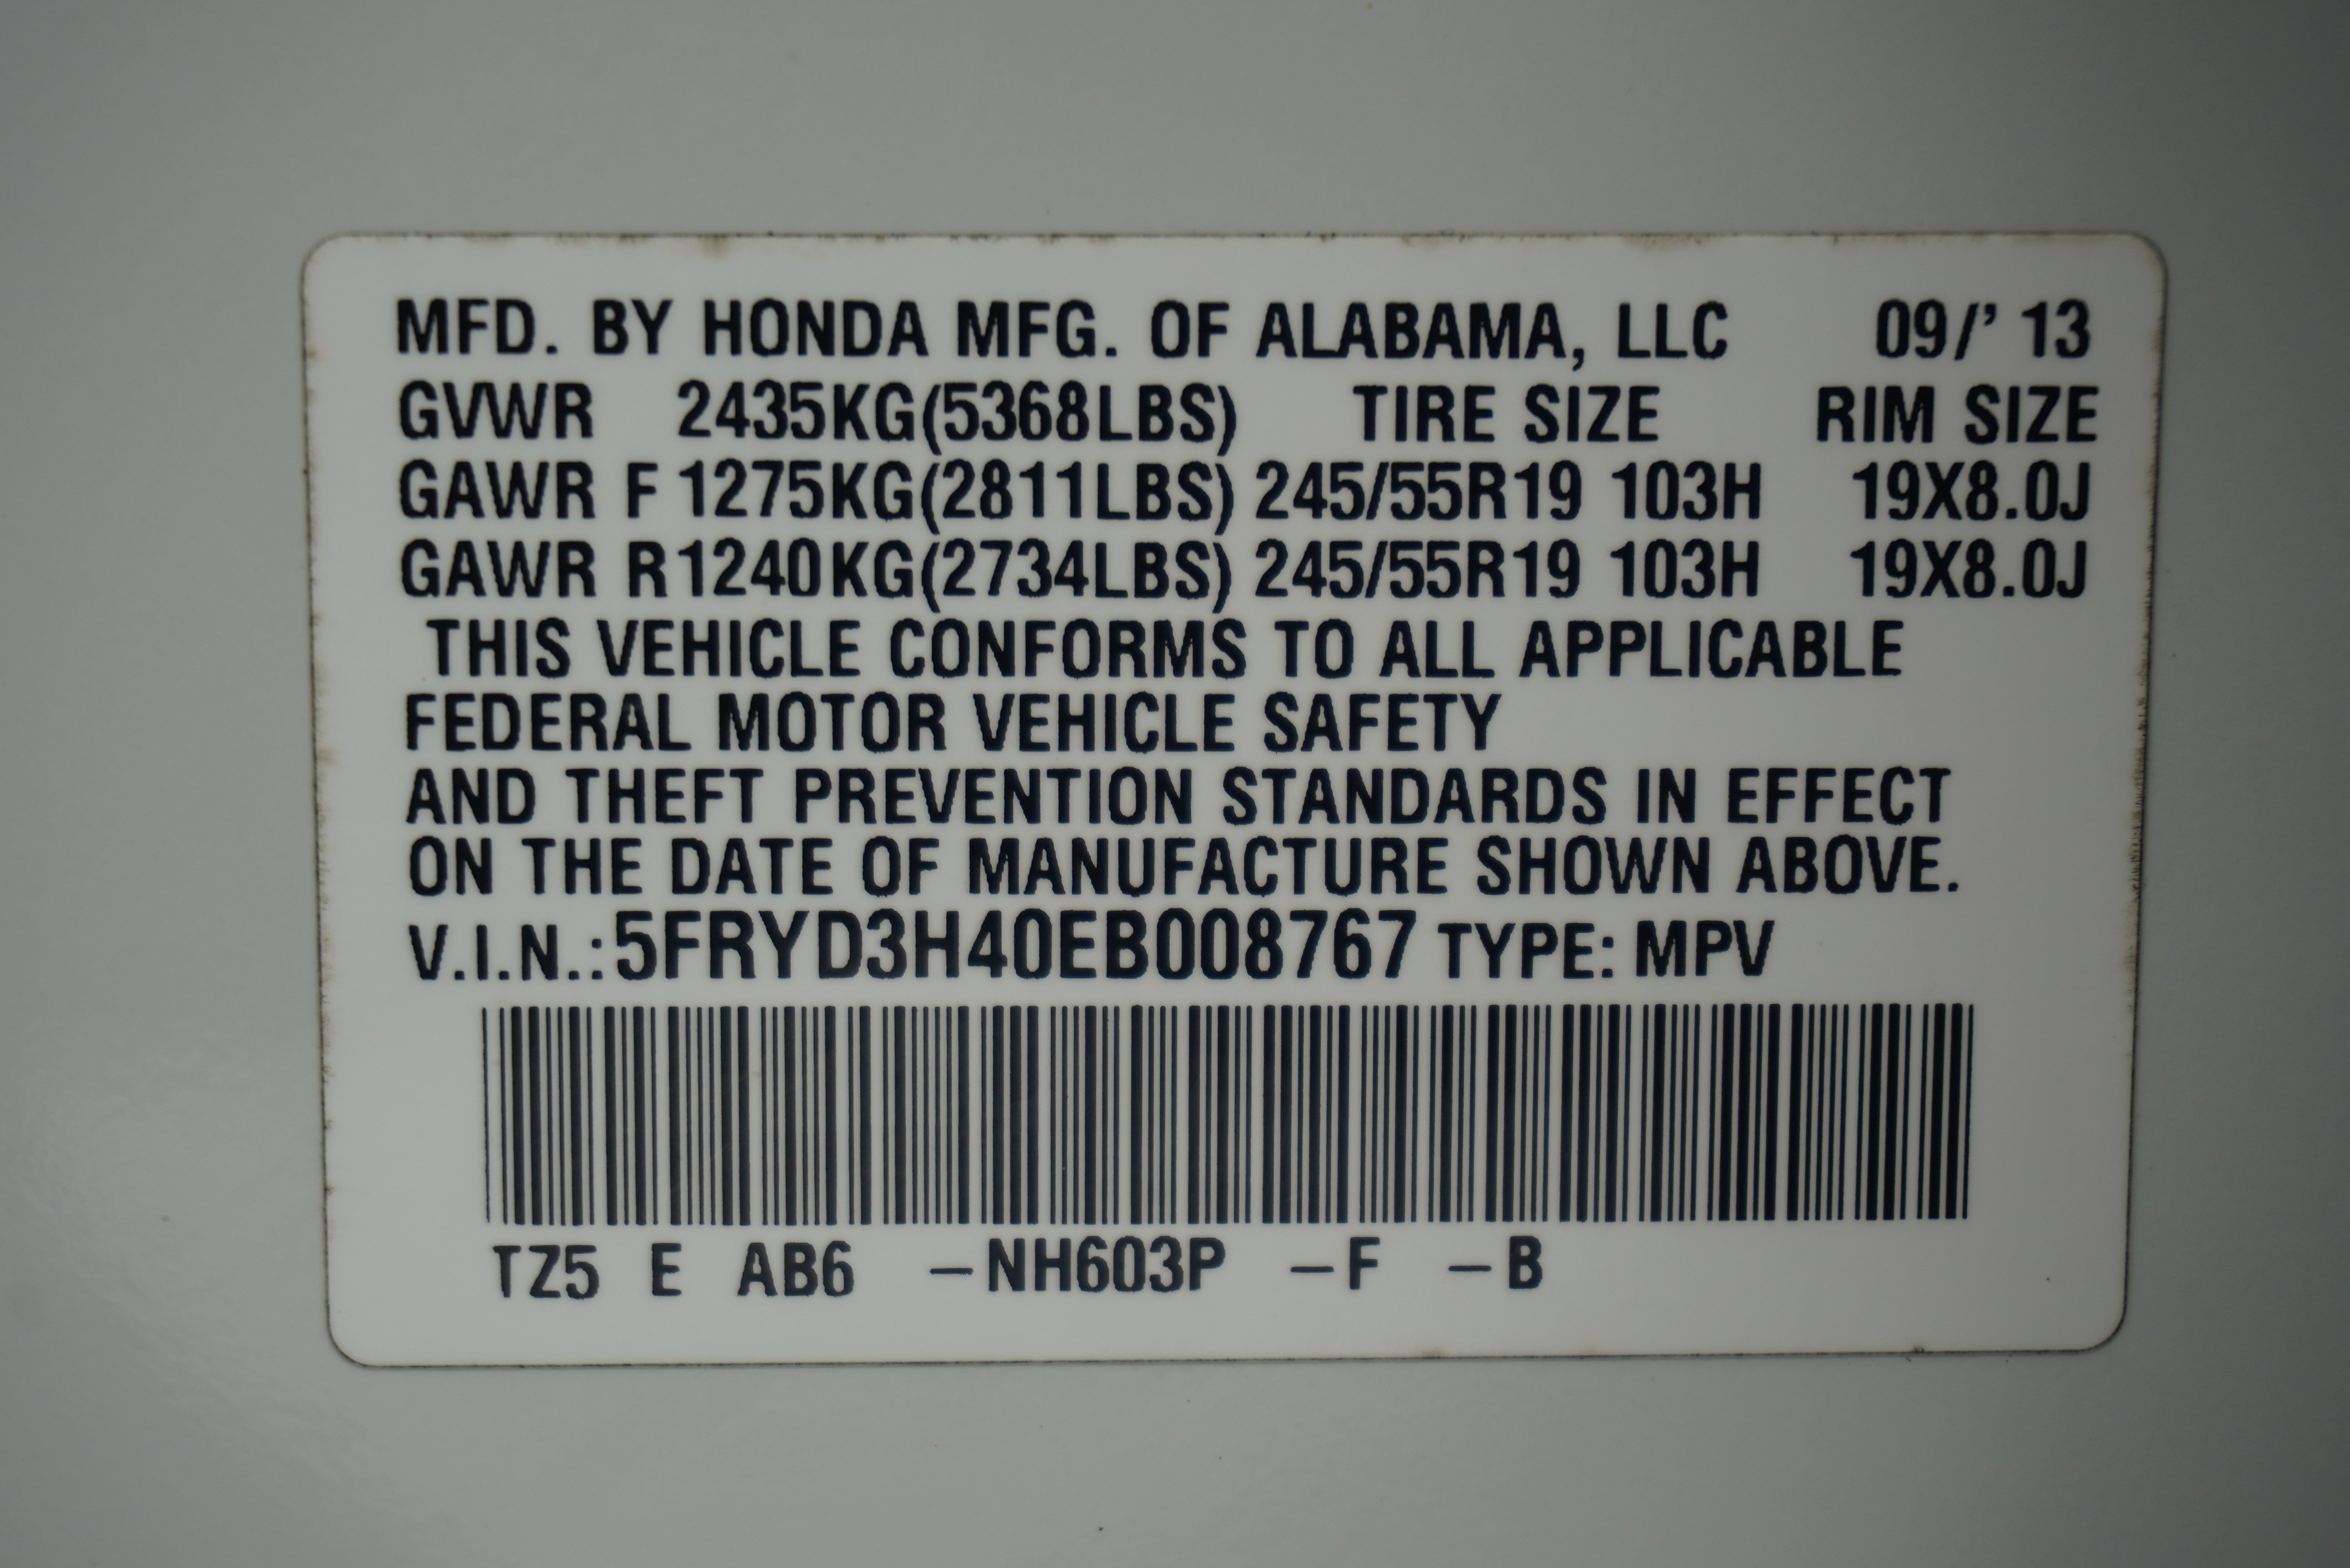 MFD. BY HONDA MFG. OF ALABAMA, LLC 09/' 13
GVWR 2435KG(5368LBS) TIRE SIZE RIM SIZE
GAWR F 1275KG(2811LBS) 245/55R19 103H 19X8.0J
GAWR R 1240KG(2734LBS) 245/55R19 103H 19X8.0J
THIS VEHICLE CONFORMS TO ALL APPLICABLE
FEDERAL MOTOR VEHICLE SAFETY
AND THEFT PREVENTION STANDARDS IN EFFECT
ON THE DATE OF MANUFACTURE SHOWN ABOVE.
V.I.N.:5FRYD3H40EB008767 TYPE: MPV
TZ5 E AB6 –NH603P –F –B